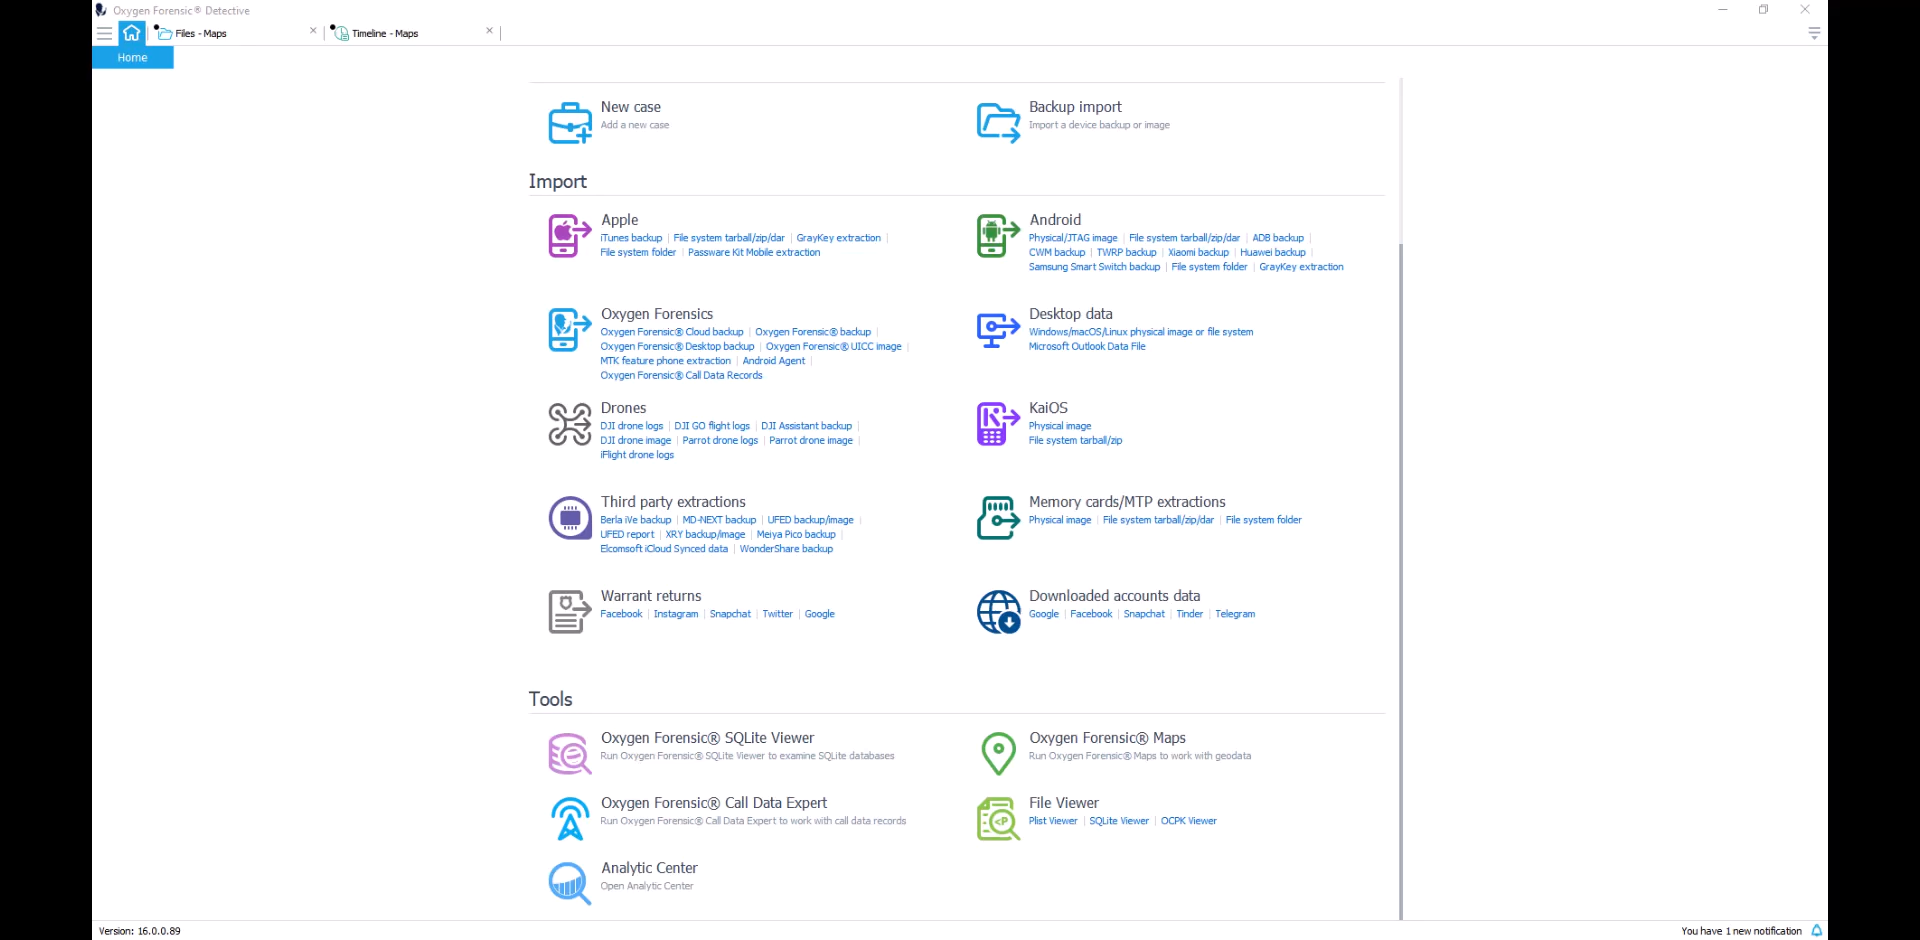 Oxygen Forensic® Detective
Files - Maps
Timeline - Maps
Home
New case
Add a new case
Backup import
Import a device backup or image
Import
Apple
iTunes backup | File system tarball/zip/dar | GrayKey extraction |
File system folder | Passware Kit Mobile extraction
Android
Physical/JTAG image | File system tarball/zip/dar | ADB backup |
CWM backup | TWRP backup | Xiaomi backup | Huawei backup |
Samsung Smart Switch backup | File system folder | GrayKey extraction
Oxygen Forensics
Oxygen Forensic® Cloud backup | Oxygen Forensic® backup |
Oxygen Forensic® Desktop backup | Oxygen Forensic® UICC image |
MTK feature phone extraction | Android Agent |
Oxygen Forensic® Call Data Records
Desktop data
Windows/macOS/Linux physical image or file system
Microsoft Outlook Data File
Drones
DJI drone logs | DJI GO flight logs | DJI Assistant backup |
DJI drone image | Parrot drone logs | Parrot drone image |
iFlight drone logs
KaiOS
Physical image
File system tarball/zip
Third party extractions
Berla iVe backup | MD-NEXT backup | UFED backup/image |
UFED report | XRY backup/image | Meiya Pico backup |
Elcomsoft iCloud Synced data | WonderShare backup
Memory cards/MTP extractions
Physical image | File system tarball/zip/dar | File system folder
Warrant returns
Facebook | Instagram | Snapchat | Twitter | Google
Downloaded accounts data
Google | Facebook | Snapchat | Tinder | Telegram
Tools
Oxygen Forensic® SQLite Viewer
Run Oxygen Forensic® SQLite Viewer to examine SQLite databases
Oxygen Forensic® Maps
Run Oxygen Forensic® Maps to work with geodata
Oxygen Forensic® Call Data Expert
Run Oxygen Forensic® Call Data Expert to work with call data records
File Viewer
Plist Viewer | SQLite Viewer | OCPK Viewer
Analytic Center
Open Analytic Center
Version: 16.0.0.89
You have 1 new notification